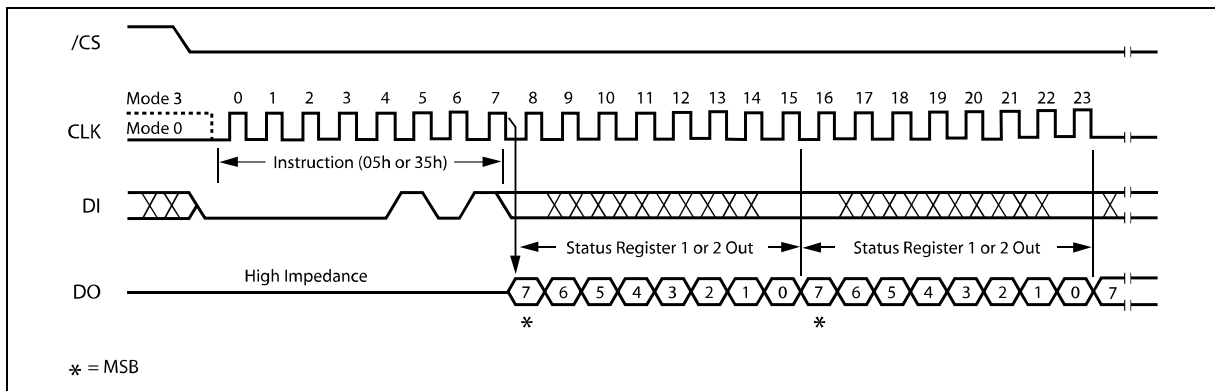 /CS
Mode 3
0 1 2 3 4 5 6 7 8 9 10 11 12 13 14 15 16 17 18 19 20 21 22 23
CLK
Mode 0
Instruction (05h or 35h)
DI
Status Register 1 or 2 Out Status Register 1 or 2 Out
High Impedance
DO
7 6 5 4 3 2 1 0 7 6 5 4 3 2 1 0 7
* *
* = MSB